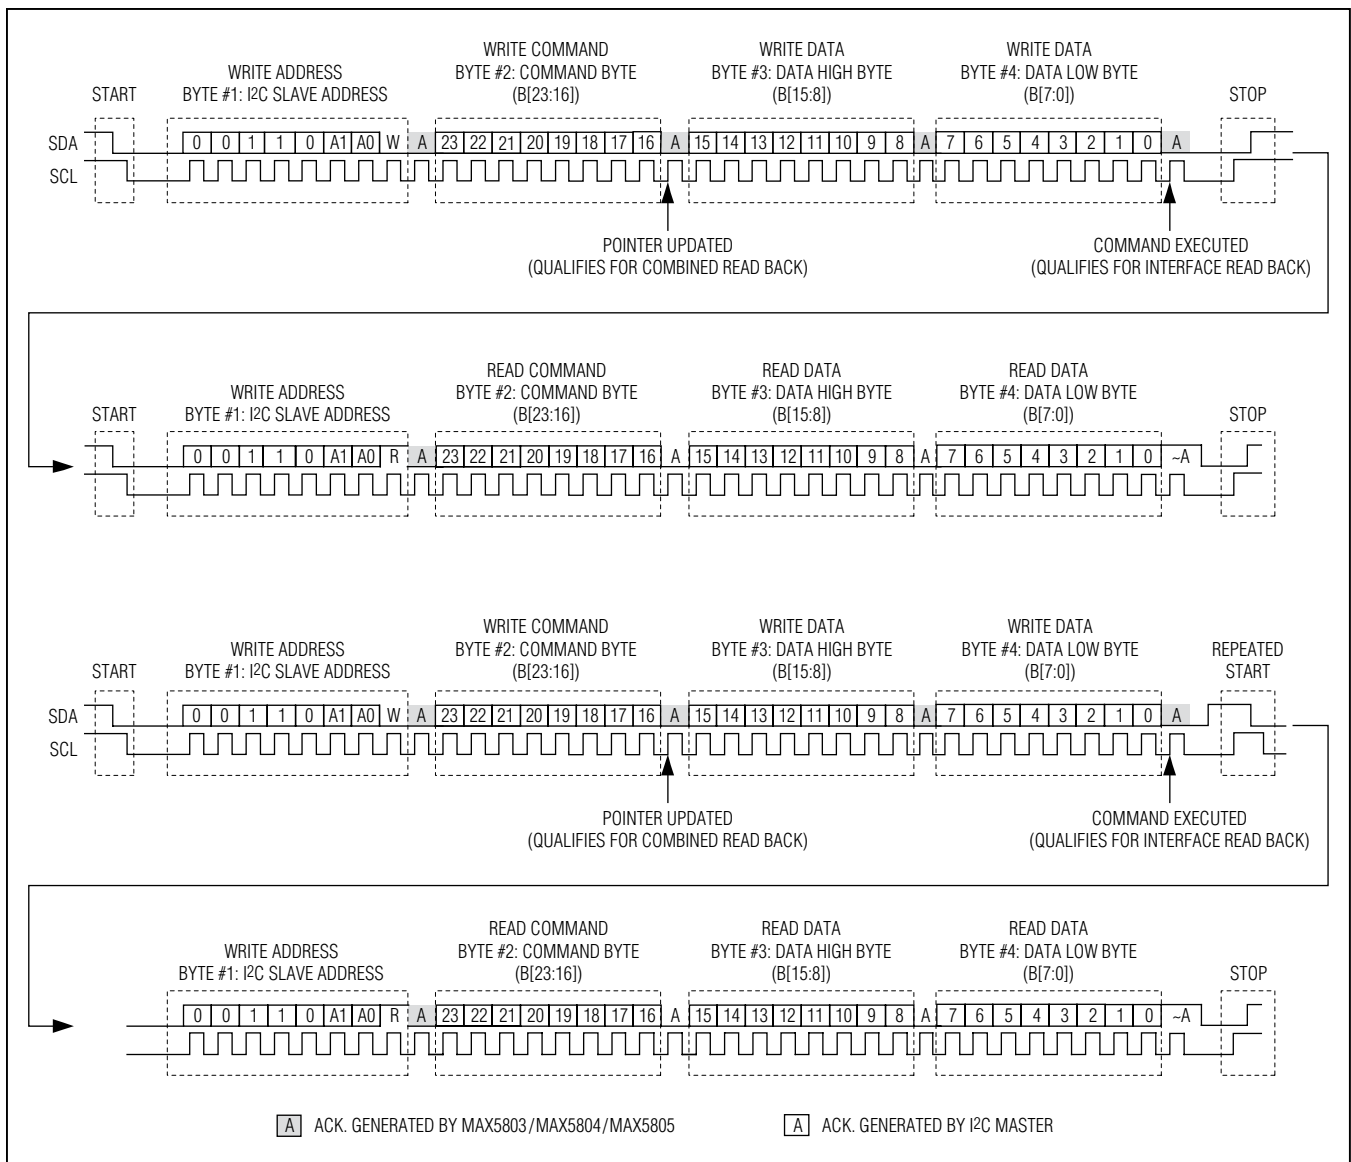 WRITE COMMAND WRITE DATA WRITE DATA
WRITE ADDRESS BYTE #2: COMMAND BYTE BYTE #3: DATA HIGH BYTE BYTE #4: DATA LOW BYTE
START BYTE #1: I²C SLAVE ADDRESS (B[23:16]) (B[15:8]) (B[7:0]) STOP
SDA 0 0 1 1 0 A1 A0 W A 23 22 21 20 19 18 17 16 A 15 14 13 12 11 10 9 8 A 7 6 5 4 3 2 1 0 A
SCL
POINTER UPDATED COMMAND EXECUTED
(QUALIFIES FOR COMBINED READ BACK) (QUALIFIES FOR INTERFACE READ BACK)
READ COMMAND READ DATA READ DATA
WRITE ADDRESS BYTE #2: COMMAND BYTE BYTE #3: DATA HIGH BYTE BYTE #4: DATA LOW BYTE
START BYTE #1: I²C SLAVE ADDRESS (B[23:16]) (B[15:8]) (B[7:0]) STOP
0 0 1 1 0 A1 A0 R A 23 22 21 20 19 18 17 16 A 15 14 13 12 11 10 9 8 A 7 6 5 4 3 2 1 0 ~A
WRITE COMMAND WRITE DATA WRITE DATA
WRITE ADDRESS BYTE #2: COMMAND BYTE BYTE #3: DATA HIGH BYTE BYTE #4: DATA LOW BYTE REPEATED
START BYTE #1: I²C SLAVE ADDRESS (B[23:16]) (B[15:8]) (B[7:0]) START
SDA 0 0 1 1 0 A1 A0 W A 23 22 21 20 19 18 17 16 A 15 14 13 12 11 10 9 8 A 7 6 5 4 3 2 1 0 A
SCL
POINTER UPDATED COMMAND EXECUTED
(QUALIFIES FOR COMBINED READ BACK) (QUALIFIES FOR INTERFACE READ BACK)
READ COMMAND READ DATA READ DATA
WRITE ADDRESS BYTE #2: COMMAND BYTE BYTE #3: DATA HIGH BYTE BYTE #4: DATA LOW BYTE
BYTE #1: I²C SLAVE ADDRESS (B[23:16]) (B[15:8]) (B[7:0]) STOP
0 0 1 1 0 A1 A0 R A 23 22 21 20 19 18 17 16 A 15 14 13 12 11 10 9 8 A 7 6 5 4 3 2 1 0 ~A
A ACK. GENERATED BY MAX5803/MAX5804/MAX5805 A ACK. GENERATED BY I²C MASTER